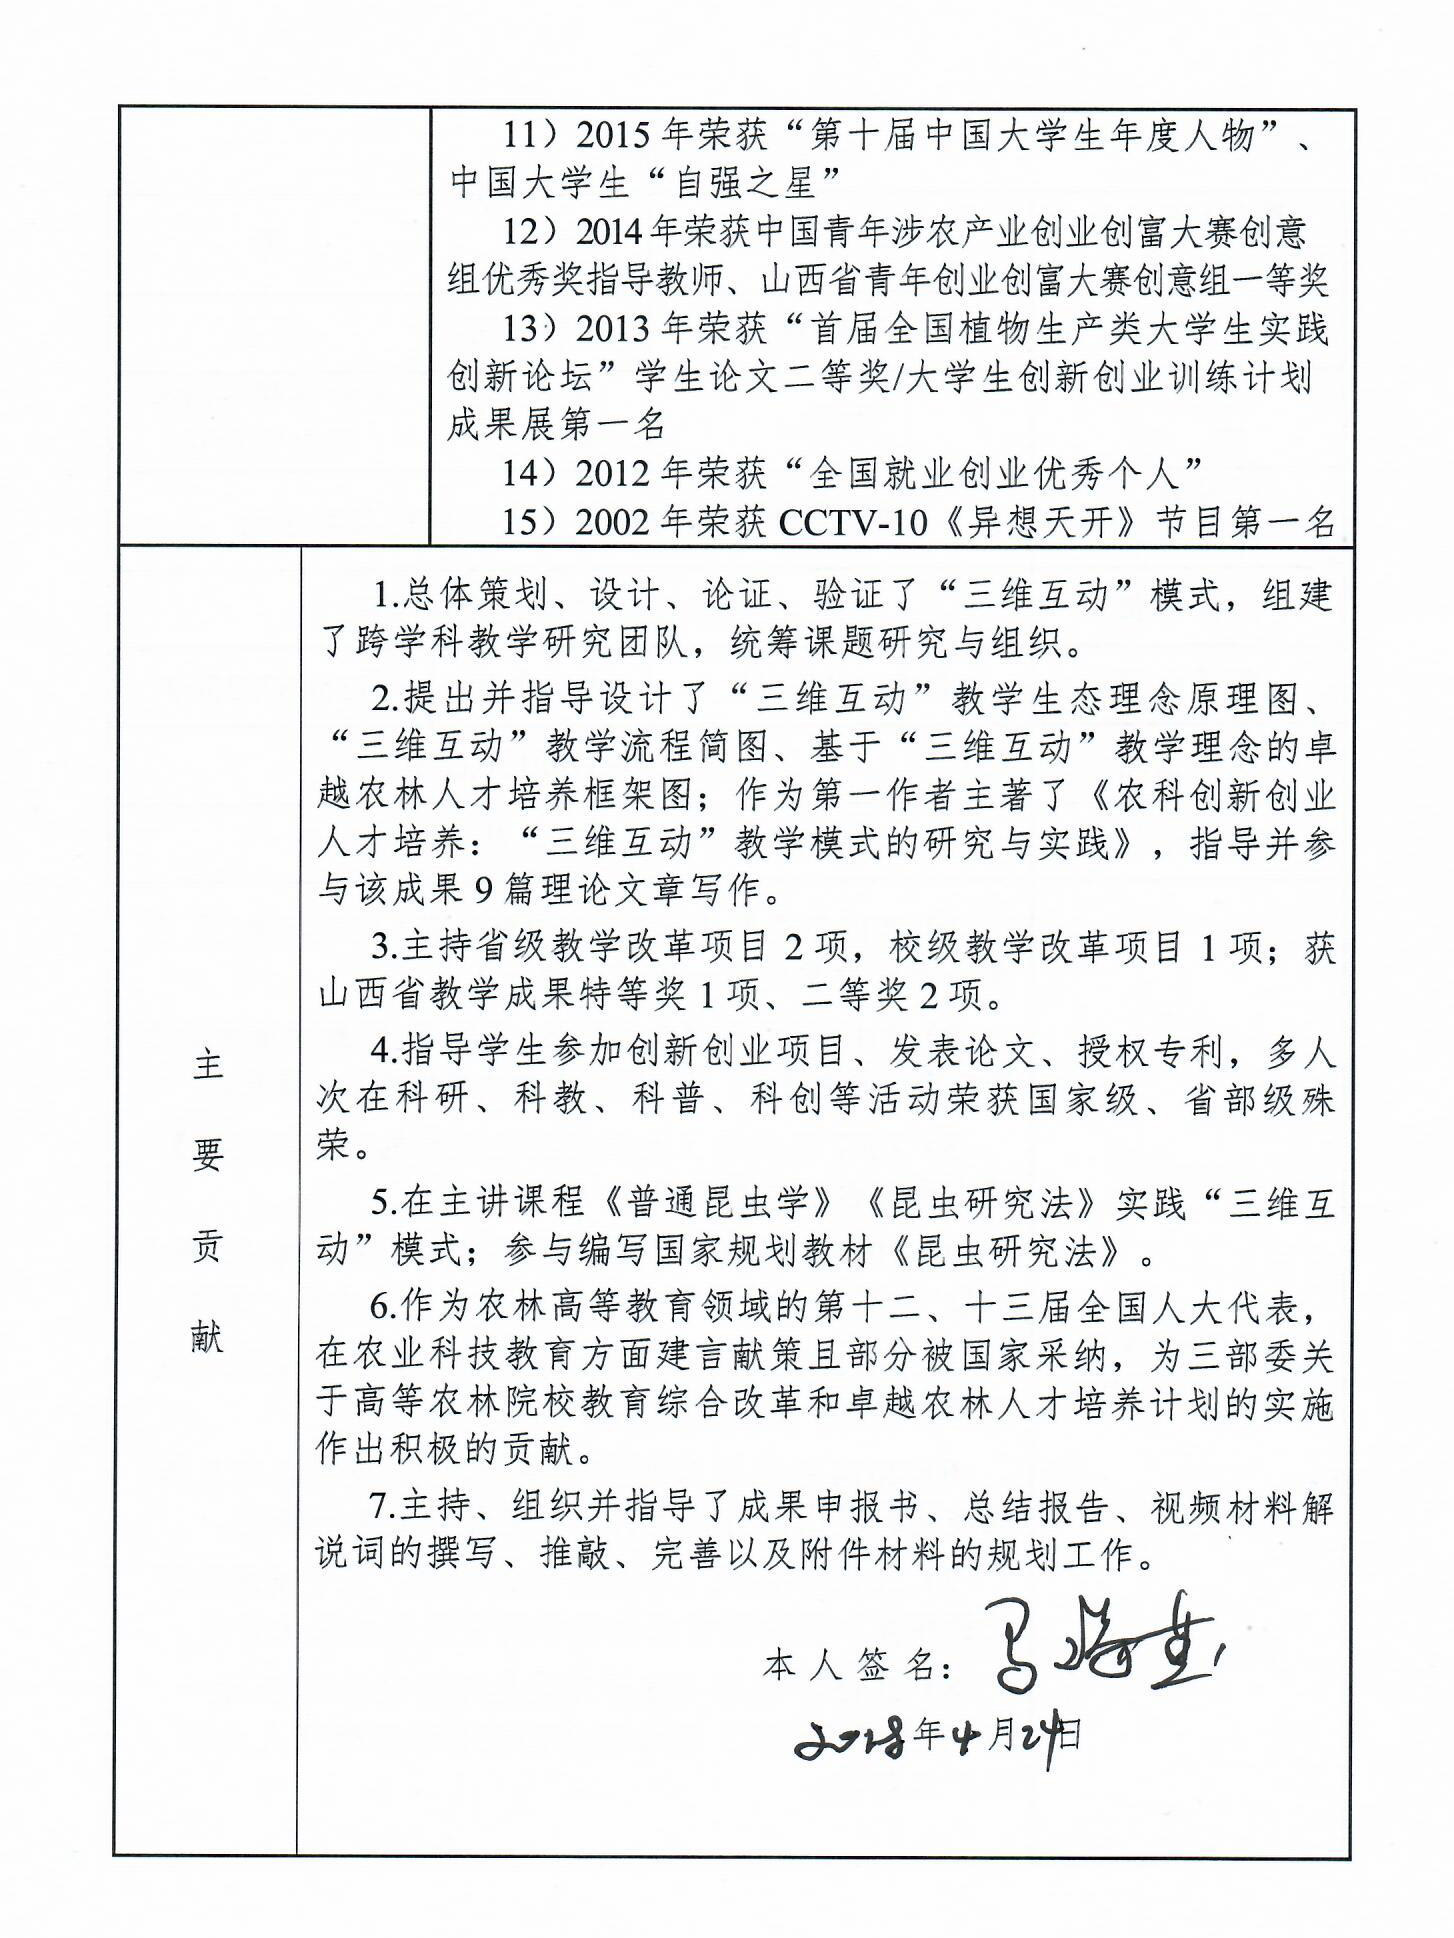 11）2015 年荣获“第十届中国大学生年度人物”、
中国大学生“自强之星”
12）2014 年荣获中国青年涉农产业创业创富大赛创意
组优秀奖指导教师、山西省青年创业创富大赛创意组一等奖
13）2013 年荣获“首届全国植物生产类大学生实践
创新论坛”学生论文二等奖/大学生创新创业训练计划
成果展第一名
14）2012 年荣获“全国就业创业优秀个人”
15）2002 年荣获 CCTV-10《异想天开》节目第一名
主要贡献
1.总体策划、设计、论证、验证了“三维互动”模式，组建
了跨学科教学研究团队，统筹课题研究与组织。
2.提出并指导设计了“三维互动”教学生态理念原理图、
“三维互动”教学流程简图、基于“三维互动”教学理念的卓
越农林人才培养框架图；作为第一作者主著了《农科创新创业
人才培养：“三维互动”教学模式的研究与实践》，指导并参
与该成果 9 篇理论文章写作。
3.主持省级教学改革项目 2 项，校级教学改革项目 1 项；获
山西省教学成果特等奖 1 项、二等奖 2 项。
4.指导学生参加创新创业项目、发表论文、授权专利，多人
次在科研、科教、科普、科创等活动荣获国家级、省部级殊
荣。
5.在主讲课程《普通昆虫学》《昆虫研究法》实践“三维互
动”模式；参与编写国家规划教材《昆虫研究法》。
6.作为农林高等教育领域的第十二、十三届全国人大代表，
在农业科技教育方面建言献策且部分被国家采纳，为三部委关
于高等农林院校教育综合改革和卓越农林人才培养计划的实施
作出积极的贡献。
7.主持、组织并指导了成果申报书、总结报告、视频材料解
说词的撰写、推敲、完善以及附件材料的规划工作。
本人签名：
2018年4月24日